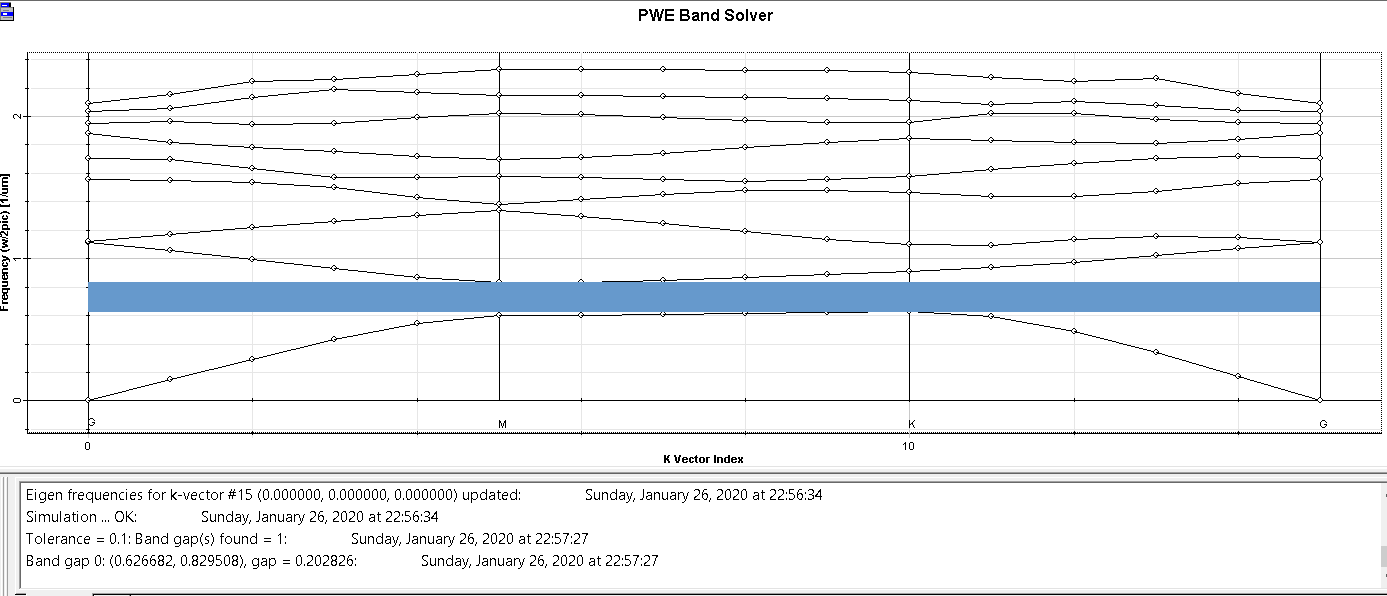 PWE Band Solver
Frequency (w/2pic) [1/um]
2
1
0
G
M
K
G
0
10
K Vector Index
Eigen frequencies for k-vector #15 (0.000000, 0.000000, 0.000000) updated: Sunday, January 26, 2020 at 22:56:34
Simulation ... OK: Sunday, January 26, 2020 at 22:56:34
Tolerance = 0.1: Band gap(s) found = 1: Sunday, January 26, 2020 at 22:57:27
Band gap 0: (0.626682, 0.829508), gap = 0.202826: Sunday, January 26, 2020 at 22:57:27